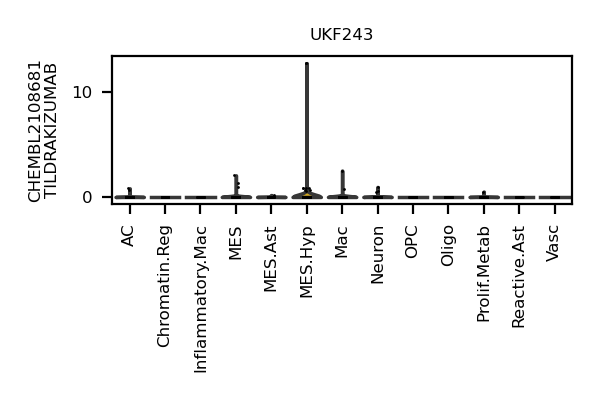 UKF243
CHEMBL2108681
TILDRAKIZUMAB
10
0
AC
Chromatin.Reg
Inflammatory.Mac
MES
MES.Ast
MES.Hyp
Mac
Neuron
OPC
Oligo
Prolif.Metab
Reactive.Ast
Vasc